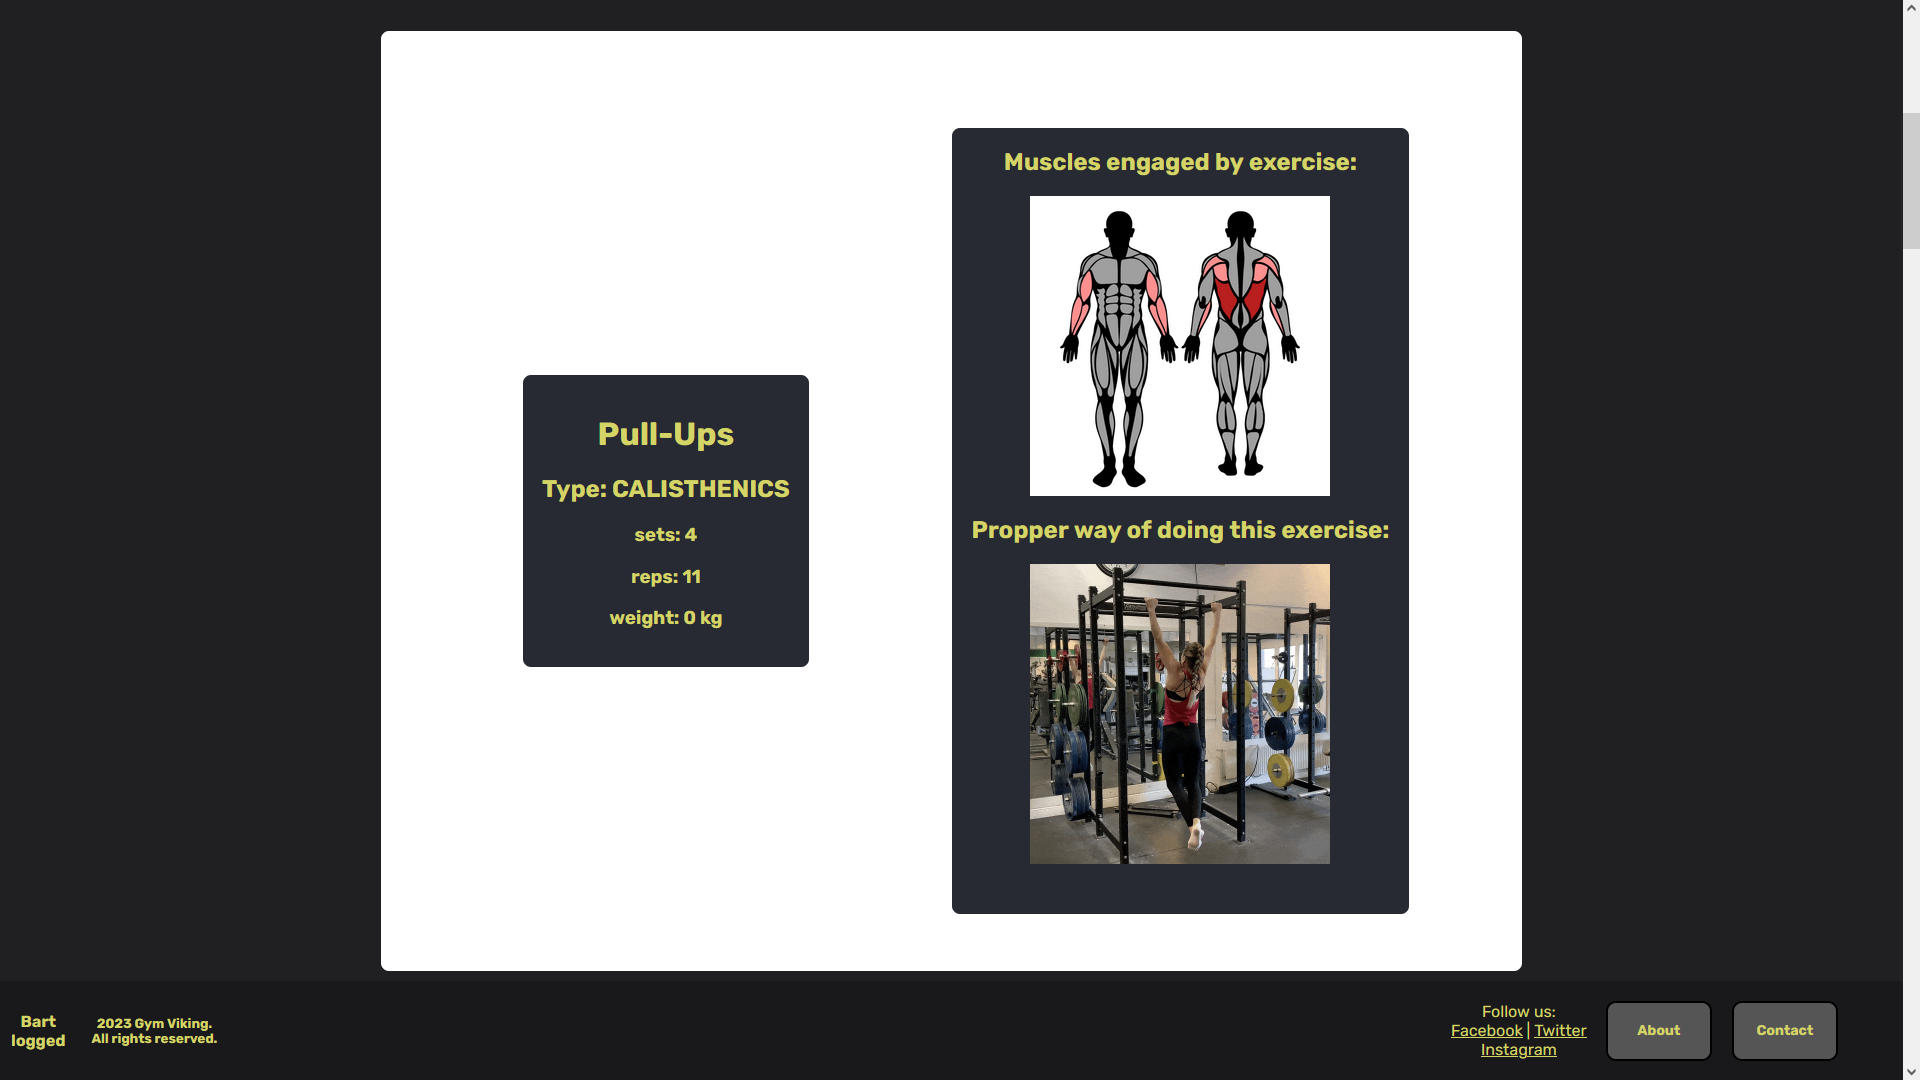 Pull-Ups
Type: CALISTHENICS
sets: 4
reps: 11
weight: 0 kg
Muscles engaged by exercise:
Propper way of doing this exercise:
Bart
logged
2023 Gym Viking.
All rights reserved.
Follow us:
Facebook | Twitter
Instagram
About
Contact